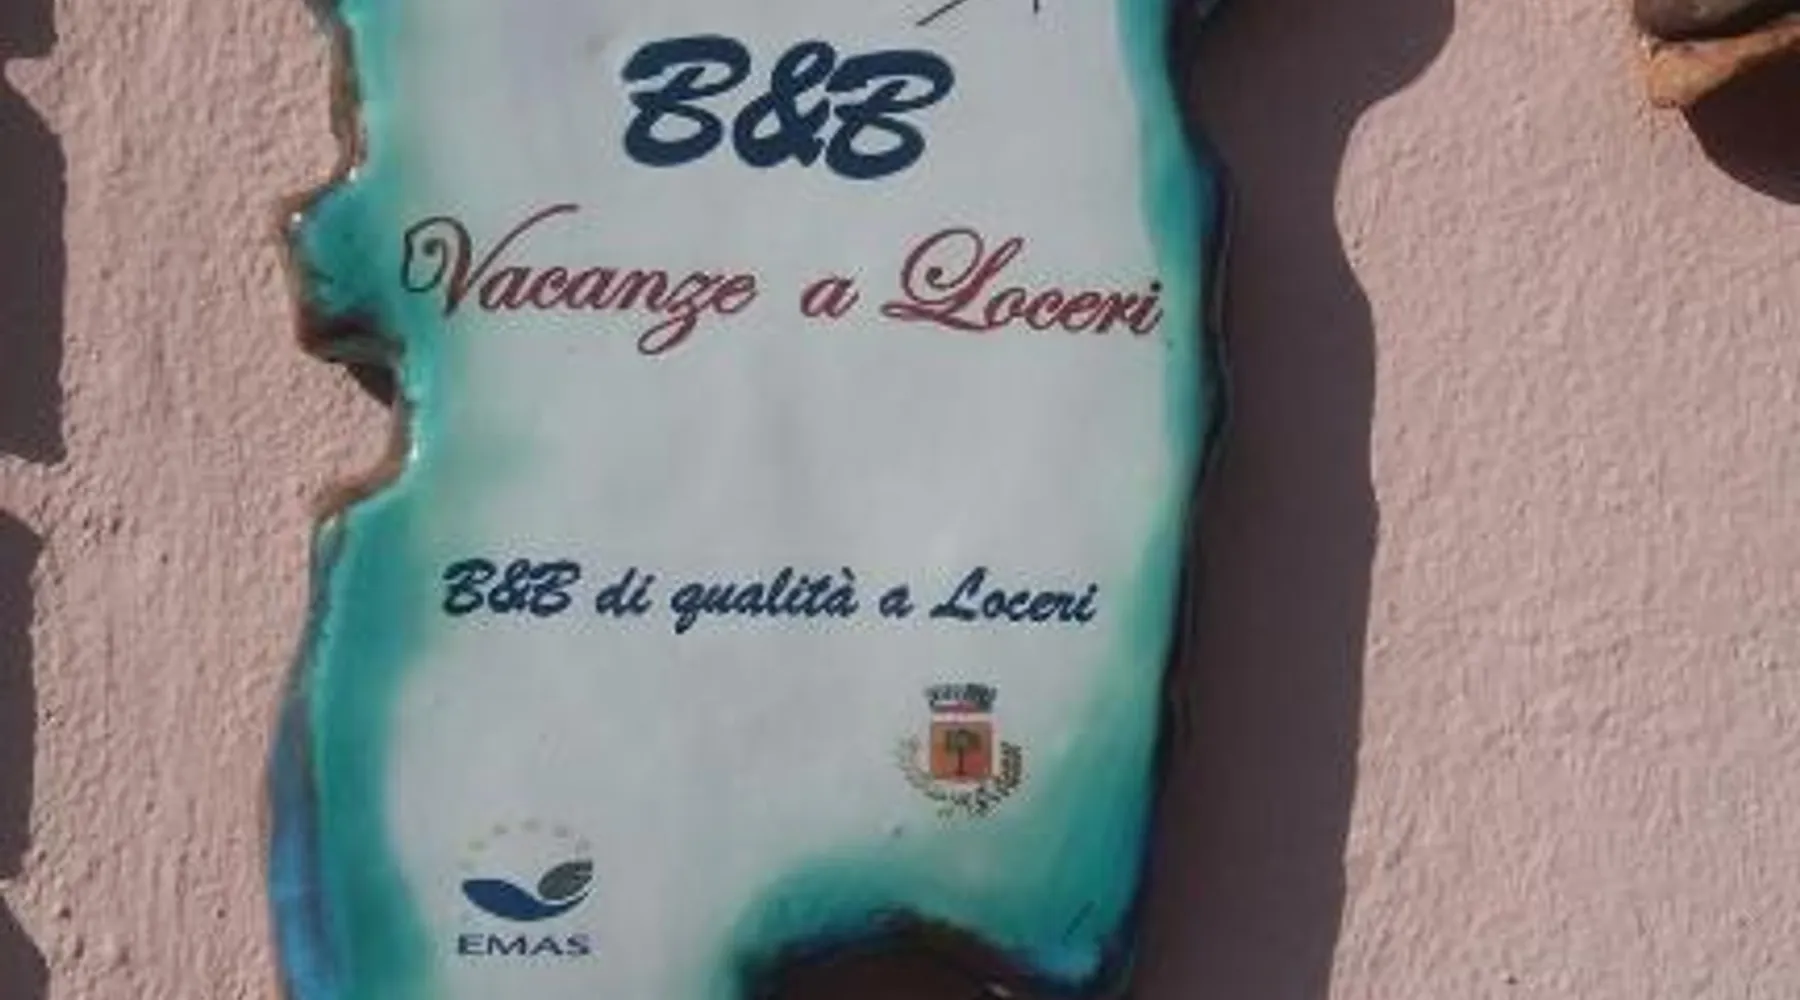 B&B
Vacanze a Loceri
B&B di qualità a Loceri
EMAS